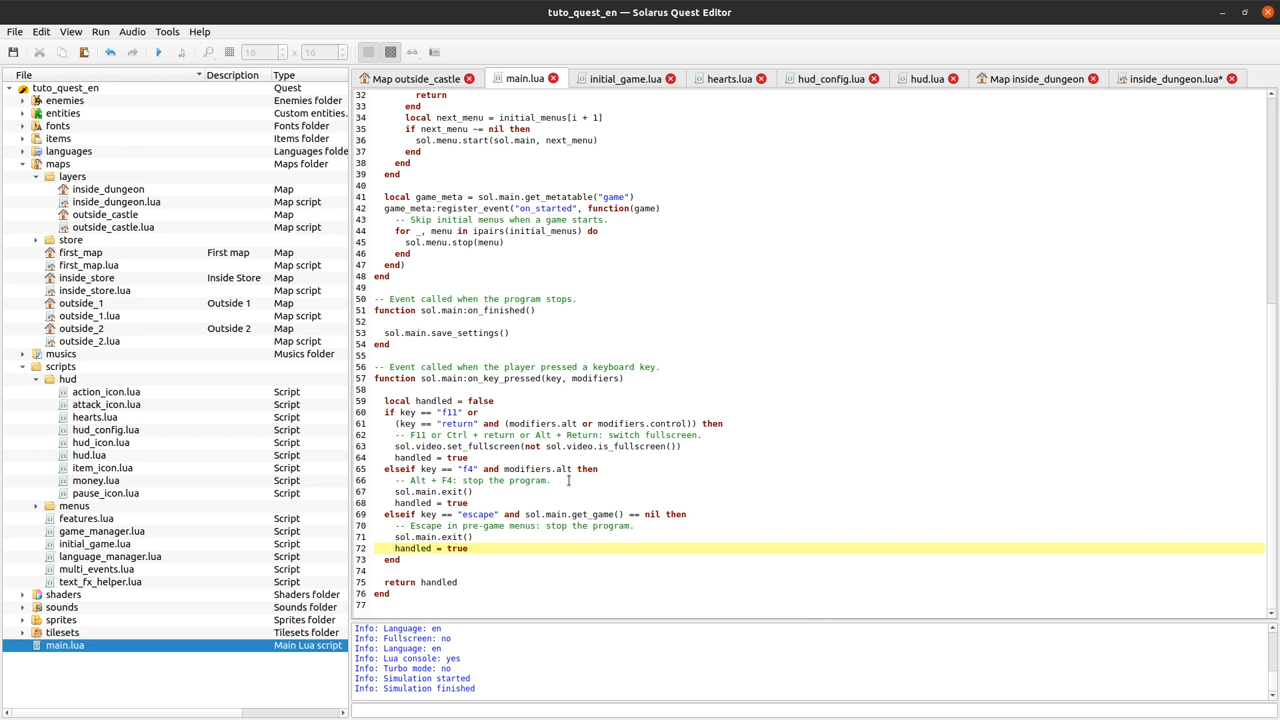 tuto_quest_en — Solarus Quest Editor
File Edit View Run Audio Tools Help
16 x 16
File Description Type
Map outside_castle main.lua initial_game.lua hearts.lua hud_config.lua hud.lua Map inside_dungeon inside_dungeon.lua*
tuto_quest_en Quest
enemies Enemies folder
entities Custom entities.
fonts Fonts folder
items Items folder
languages Languages folde
maps Maps folder
layers
inside_dungeon Map
inside_dungeon.lua Map script
outside_castle Map
outside_castle.lua Map script
store
first_map First map Map
first_map.lua Map script
inside_store Inside Store Map
inside_store.lua Map script
outside_1 Outside 1 Map
outside_1.lua Map script
outside_2 Outside 2 Map
outside_2.lua Map script
musics Musics folder
scripts Scripts folder
hud
action_icon.lua Script
attack_icon.lua Script
hearts.lua Script
hud_config.lua Script
hud_icon.lua Script
hud.lua Script
item_icon.lua Script
money.lua Script
pause_icon.lua Script
menus
features.lua Script
game_manager.lua Script
initial_game.lua Script
language_manager.lua Script
multi_events.lua Script
text_fx_helper.lua Script
shaders Shaders folder
sounds Sounds folder
sprites Sprites folder
tilesets Tilesets folder
main.lua Main Lua script
32 return
33 end
34 local next_menu = initial_menus[i + 1]
35 if next_menu ~= nil then
36 sol.menu.start(sol.main, next_menu)
37 end
38 end
39 end
40
41 local game_meta = sol.main.get_metatable("game")
42 game_meta:register_event("on_started", function(game)
43 -- Skip initial menus when a game starts.
44 for _, menu in ipairs(initial_menus) do
45 sol.menu.stop(menu)
46 end
47 end)
48 end
49
50 -- Event called when the program stops.
51 function sol.main:on_finished()
52
53 sol.main.save_settings()
54 end
55
56 -- Event called when the player pressed a keyboard key.
57 function sol.main:on_key_pressed(key, modifiers)
58
59 local handled = false
60 if key == "f11" or
61 (key == "return" and (modifiers.alt or modifiers.control)) then
62 -- F11 or Ctrl + return or Alt + Return: switch fullscreen.
63 sol.video.set_fullscreen(not sol.video.is_fullscreen())
64 handled = true
65 elseif key == "f4" and modifiers.alt then
66 -- Alt + F4: stop the program.
67 sol.main.exit()
68 handled = true
69 elseif key == "escape" and sol.main.get_game() == nil then
70 -- Escape in pre-game menus: stop the program.
71 sol.main.exit()
72 handled = true
73 end
74
75 return handled
76 end
77
Info: Language: en
Info: Fullscreen: no
Info: Language: en
Info: Lua console: yes
Info: Turbo mode: no
Info: Simulation started
Info: Simulation finished